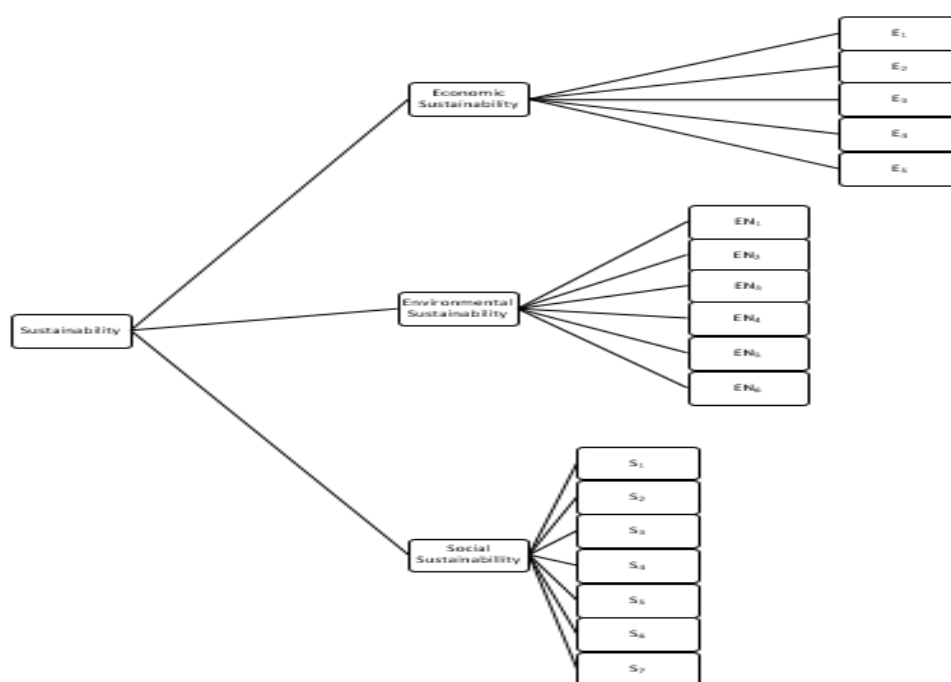 E₁
E₂
Economic
Sustainability
E₃
E₄
E₅
EN₁
EN₂
EN₃
Environmental
Sustainability
EN₄
Sustainability
EN₅
EN₆
S₁
S₂
S₃
Social
Sustainabillity
S₄
S₅
S₆
S₇